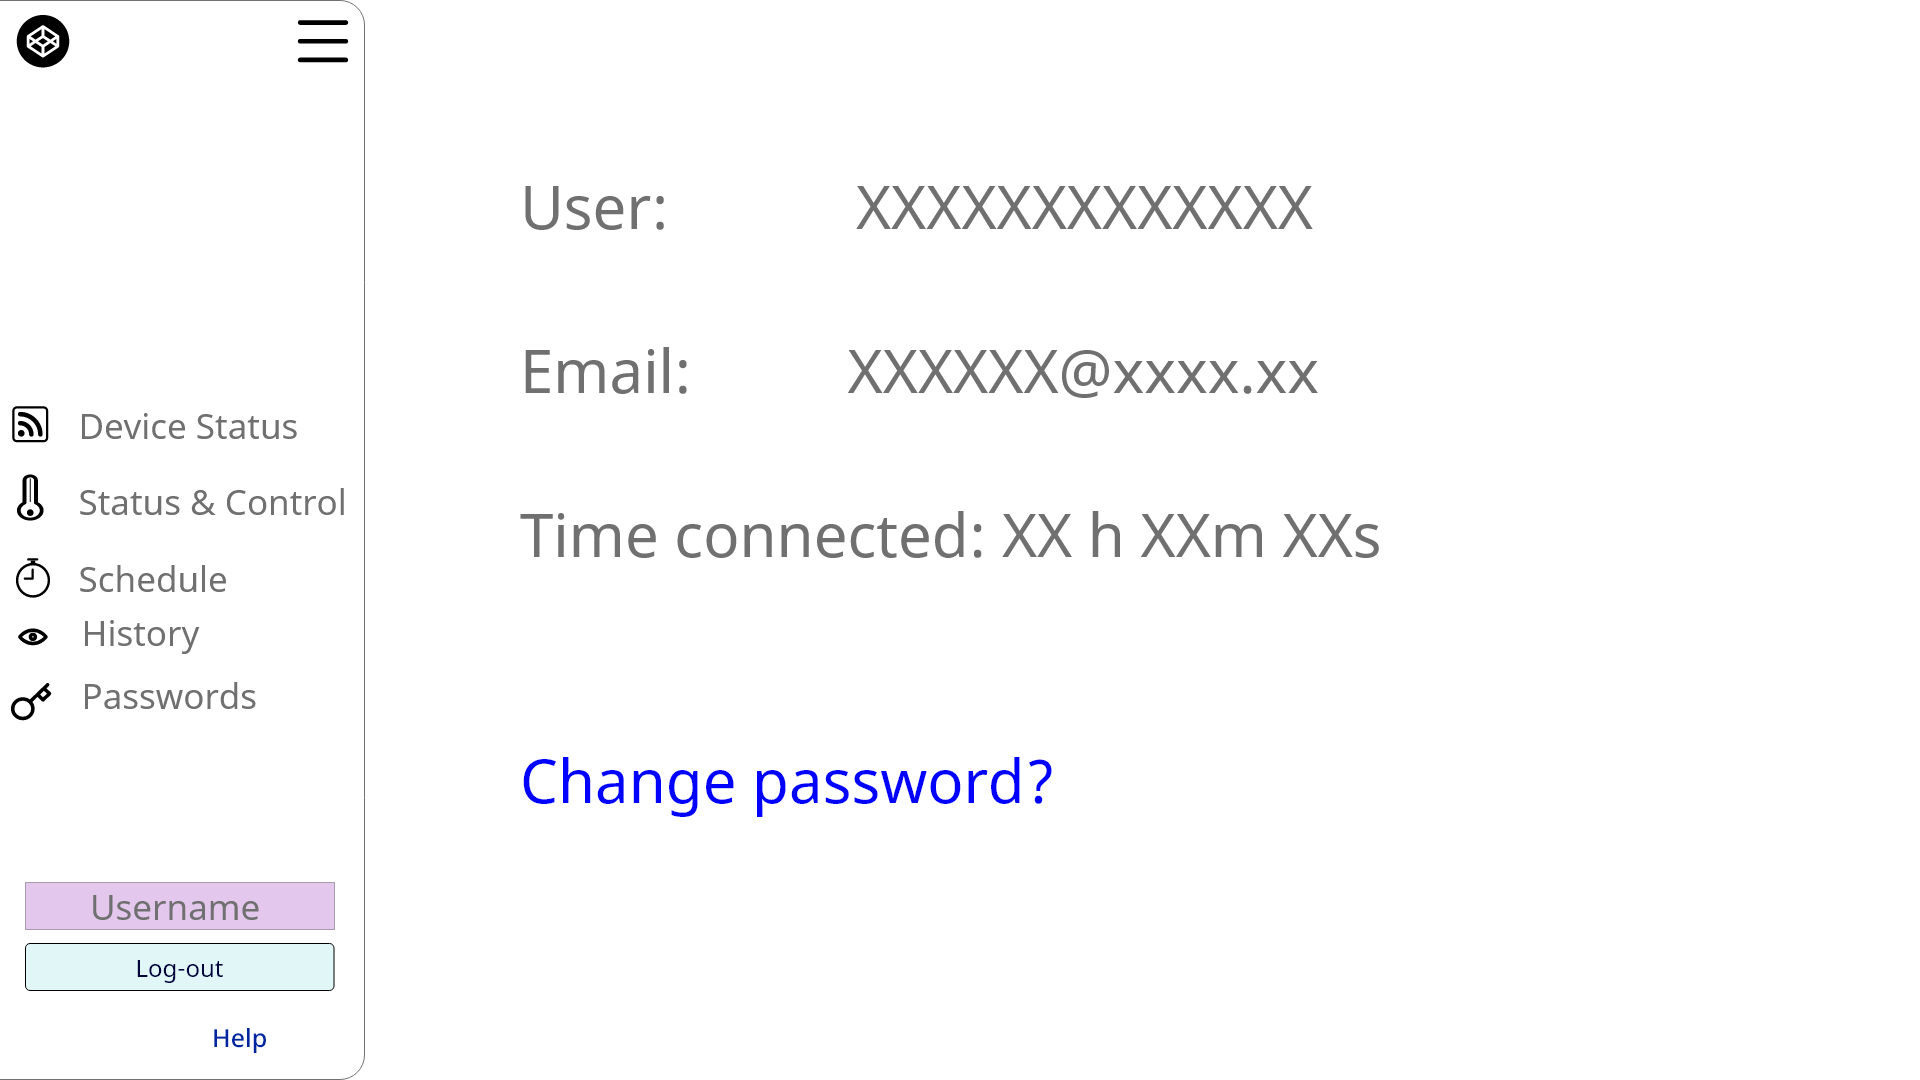 Device Status
Status & Control
Schedule
History
Passwords
Username
Log-out
Help
User: XXXXXXXXXXXXX
Email: XXXXXX@xxxx.xx
Time connected: XX h XXm XXs
Change password?